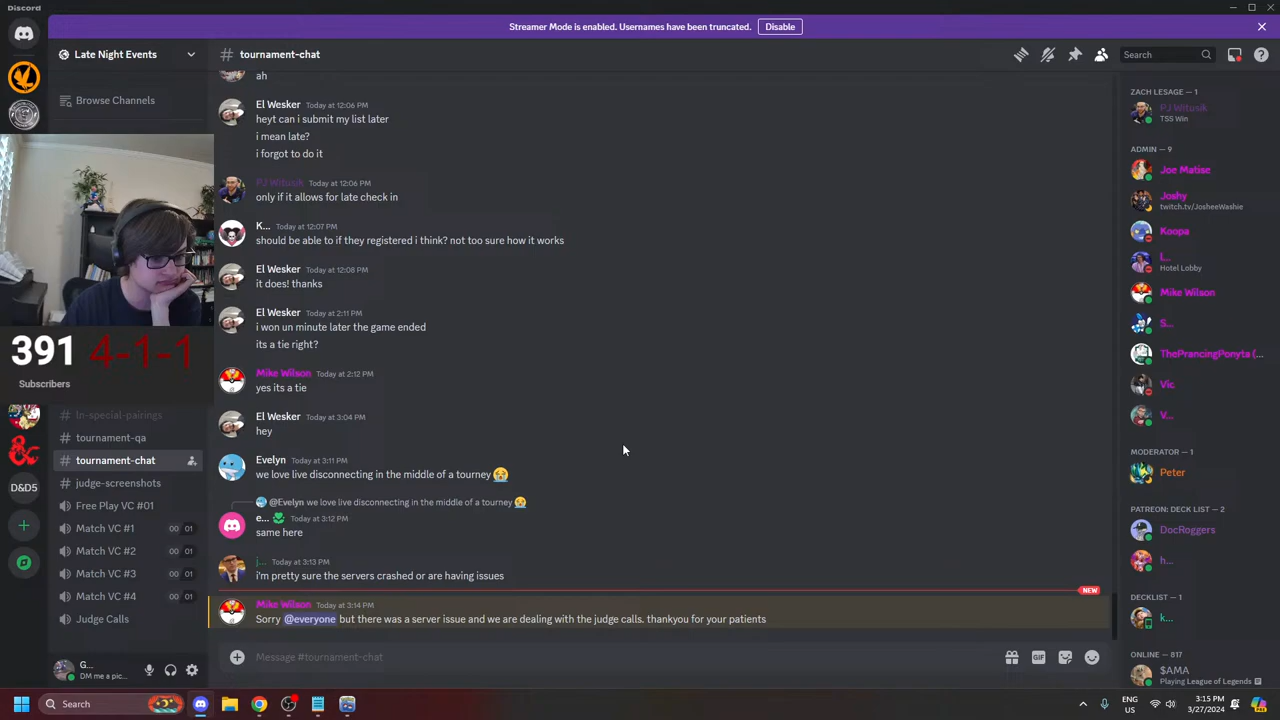 Discord
Streamer Mode is enabled. Usernames have been truncated.
Disable
Late Night Events
tournament-chat
Search
Browse Channels
ah
El Wesker Today at 12:06 PM
heyt can i submit my list later
i mean late?
i forgot to do it
PJ Witusik Today at 12:06 PM
only if it allows for late check in
K... Today at 12:07 PM
should be able to if they registered i think? not too sure how it works
El Wesker Today at 12:08 PM
it does! thanks
El Wesker Today at 2:11 PM
i won un minute later the game ended
its a tie right?
Mike Wilson Today at 2:12 PM
yes its a tie
El Wesker Today at 3:04 PM
hey
Evelyn Today at 3:11 PM
we love live disconnecting in the middle of a tourney 😭
@Evelyn we love live disconnecting in the middle of a tourney 😭
e... Today at 3:12 PM
same here
j... Today at 3:13 PM
i'm pretty sure the servers crashed or are having issues
NEW
Mike Wilson Today at 3:14 PM
Sorry @everyone but there was a server issue and we are dealing with the judge calls. thankyou for your patients
Message #tournament-chat
GIF
391 4-1-1
Subscribers
ln-special-pairings
tournament-qa
tournament-chat
judge-screenshots
Free Play VC #01
Match VC #1 00 01
Match VC #2 00 01
Match VC #3 00 01
Match VC #4 00 01
Judge Calls
D&D5
G...
DM me a pic...
ZACH LESAGE — 1
PJ Witusik
TSS Win
ADMIN — 9
Joe Matise
Joshy
twitch.tv/JosheeWashie
Koopa
L...
Hotel Lobby
Mike Wilson
S...
ThePrancingPonyts (...
Vic
V...
MODERATOR — 1
Peter
PATREON: DECK LIST — 2
DocRoggers
h...
DECKLIST — 1
k...
ONLINE — 817
$AMA
Playing League of Legends
Search
ENG
US
3:15 PM
3/27/2024